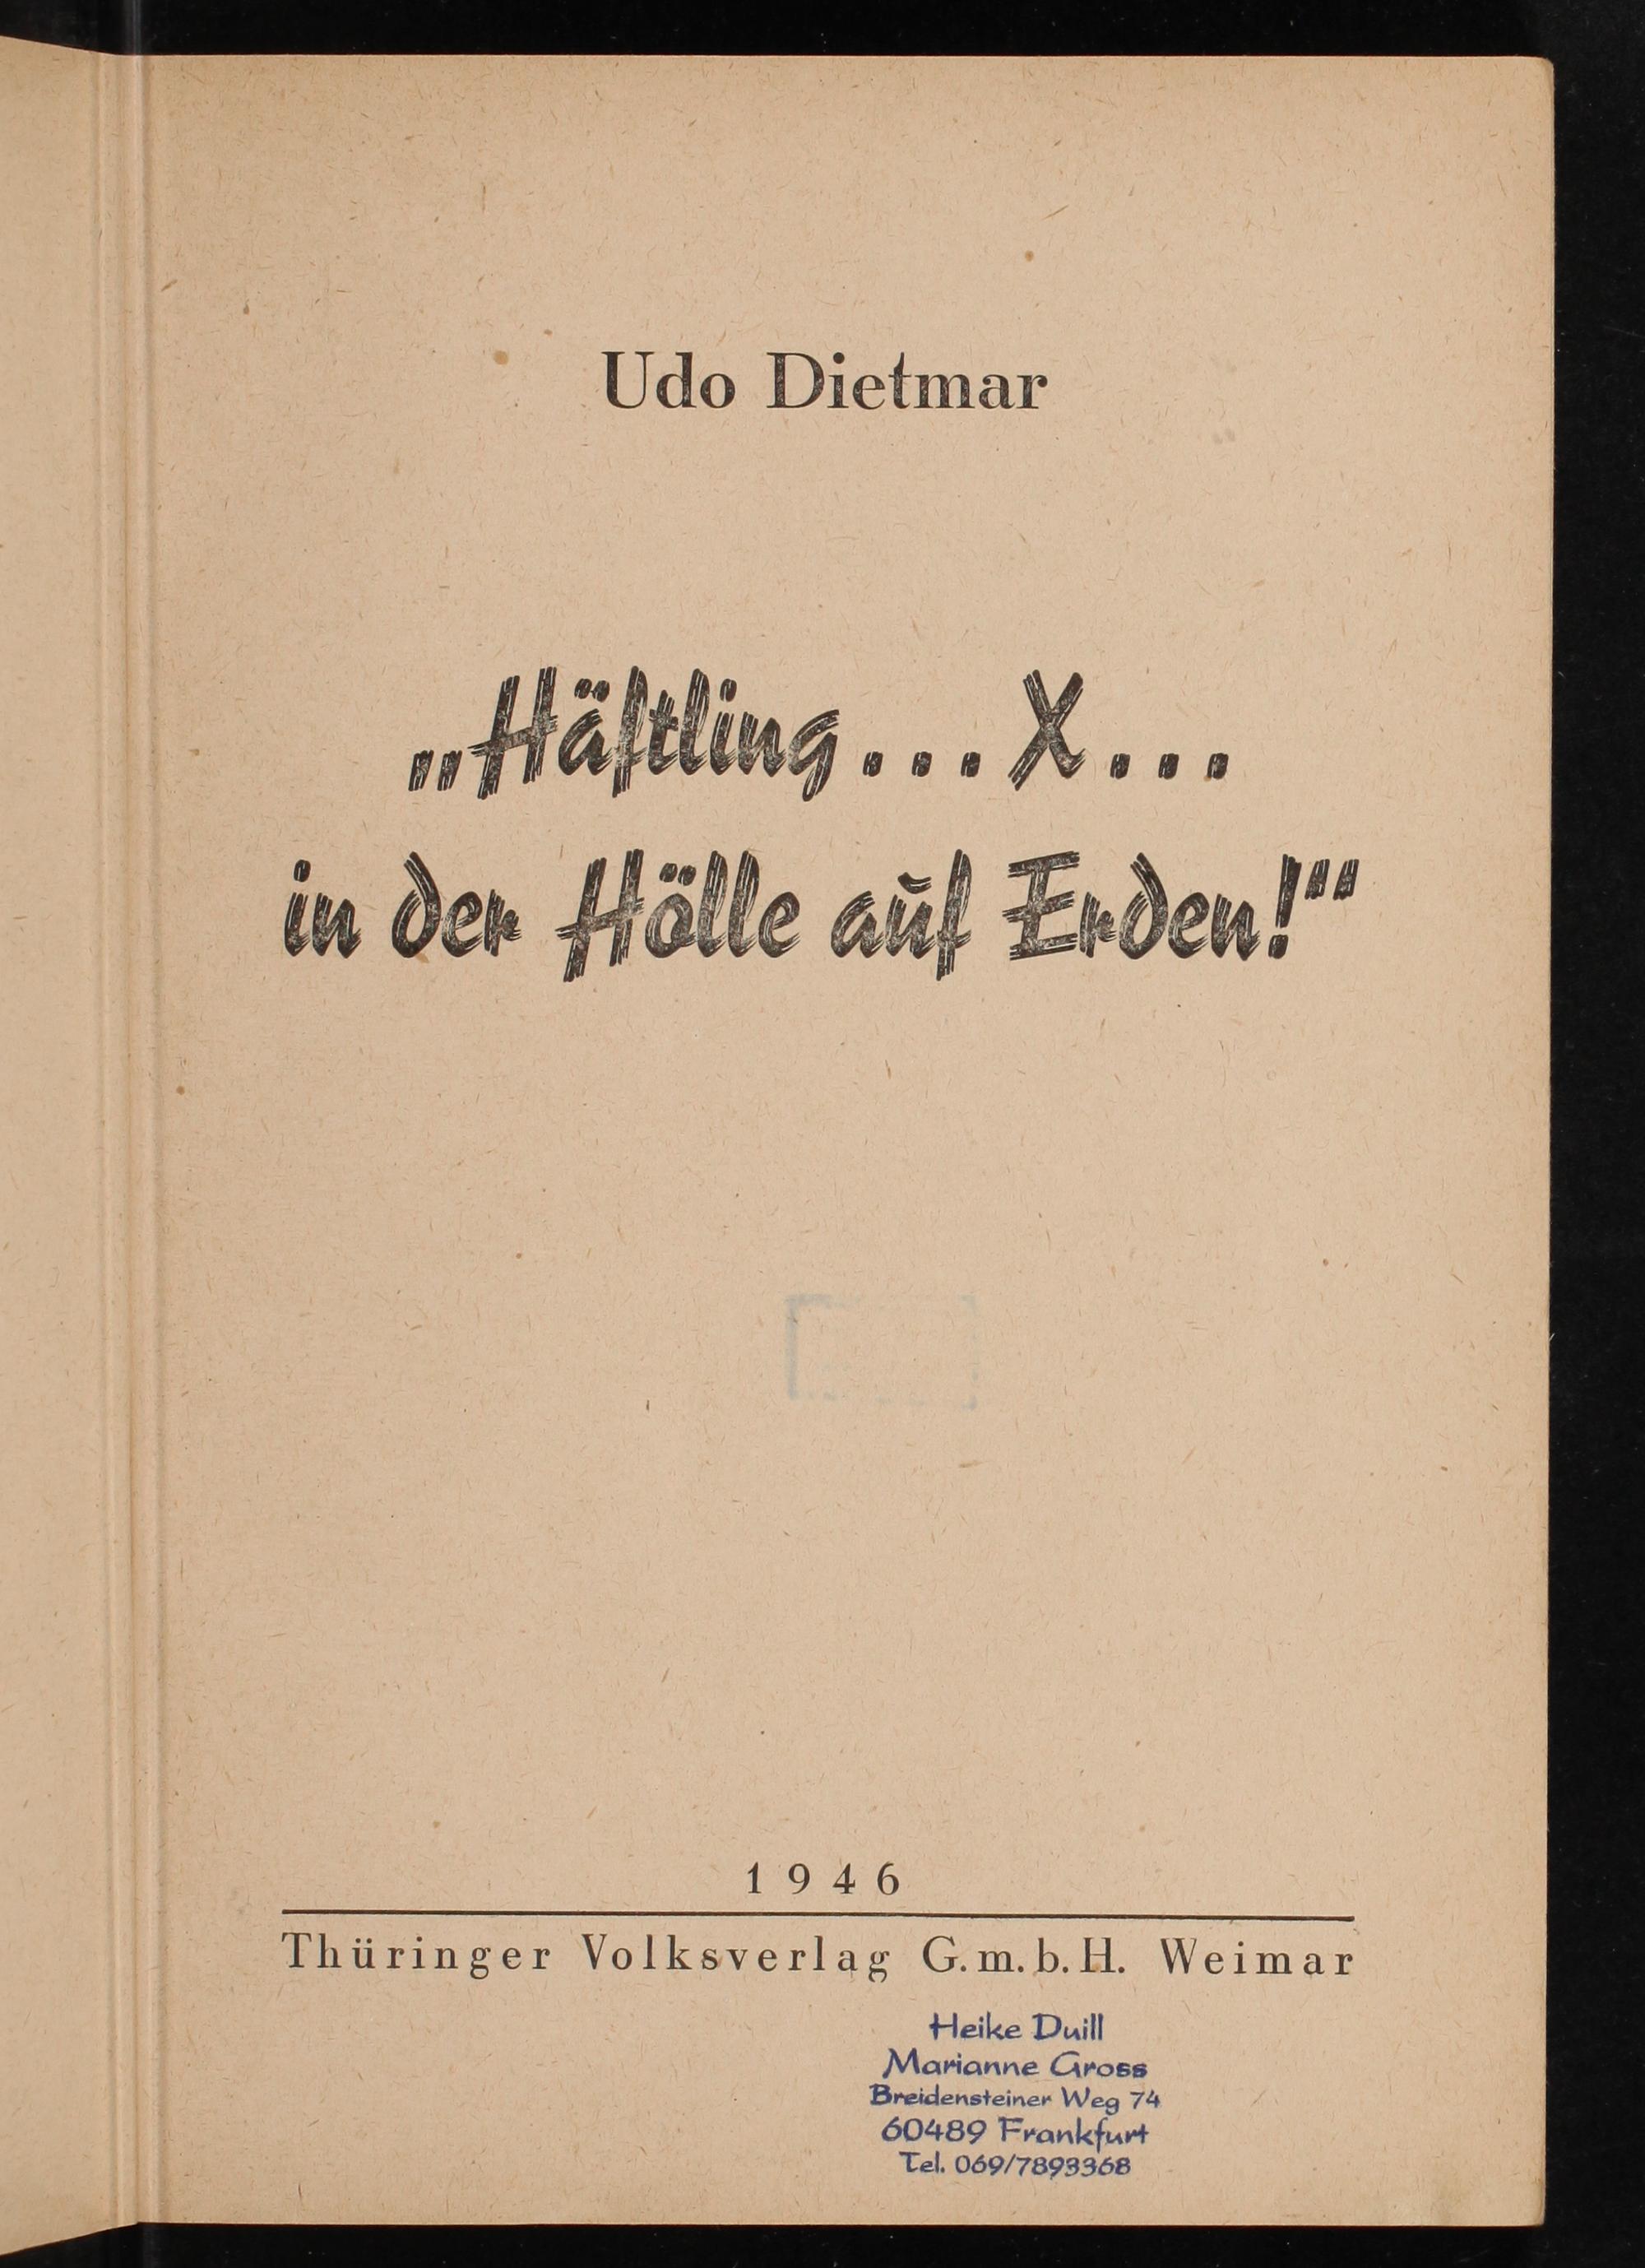 Udo Dietmar
„Häftling... X...
in der Hölle auf Erden!"
1946
Thüringer Volksverlag G.m.b.H. Weimar
Heike Duill
Marianne Gross
Breidensteiner Weg 74
60489 Frankfurt
Tel. 069/7893368